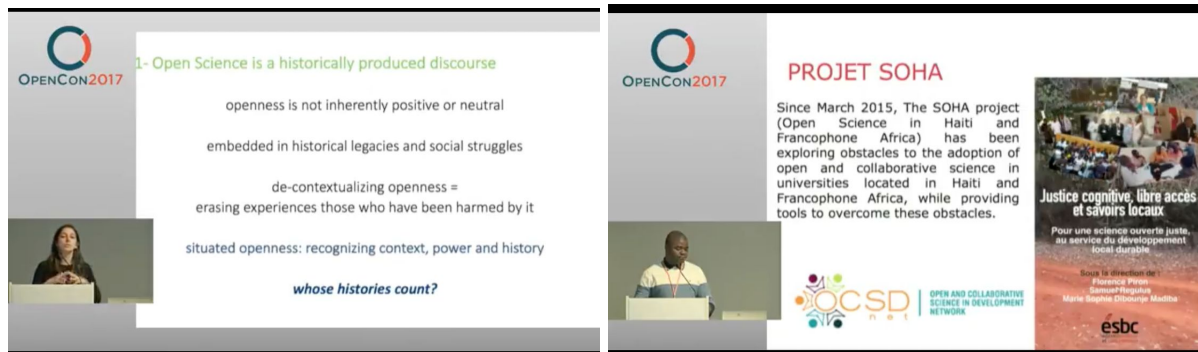 OPENCON2017
1- Open Science is a historically produced discourse
openness is not inherently positive or neutral
embedded in historical legacies and social struggles
de-contextualizing openness =
erasing experiences those who have been harmed by it
situated openness: recognizing context, power and history
whose histories count?
OPENCON2017
PROJET SOHA
Since March 2015, The SOHA project
(Open Science in Haiti and
Francophone Africa) has been
exploring obstacles to the adoption of
open and collaborative science in
universities located in Haiti and
Francophone Africa, while providing
tools to overcome these obstacles.
OCSD
net
OPEN AND COLLABORATIVE
SCIENCE IN DEVELOPMENT
NETWORK
Justice cognitive, libre accès
et savoirs locaux
Pour une science ouverte juste,
au service du développement
local durable
Sous la direction de :
Florence Piron
Samuel Regulus
Marie Sophie Dibounje Madiba
ésbc